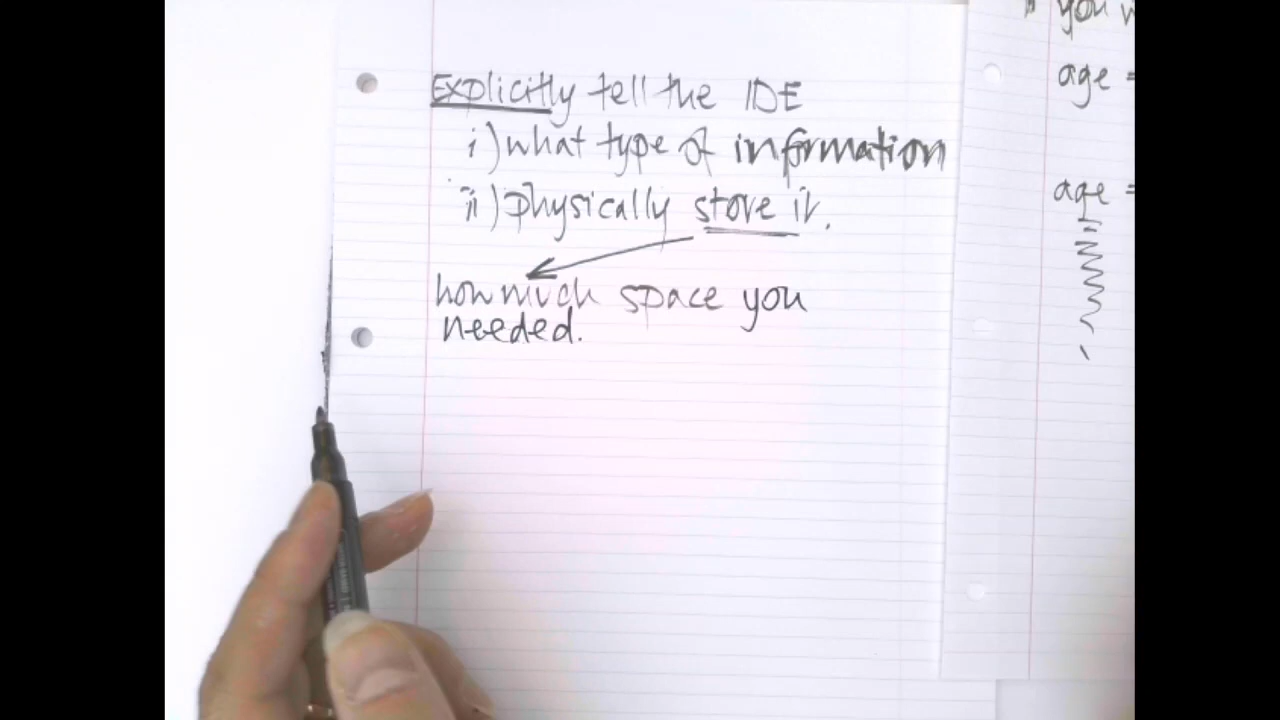 Explicitly tell the IDE
i) what type of information
ii) physically store it.
how much space you
needed.
you
age =
age =